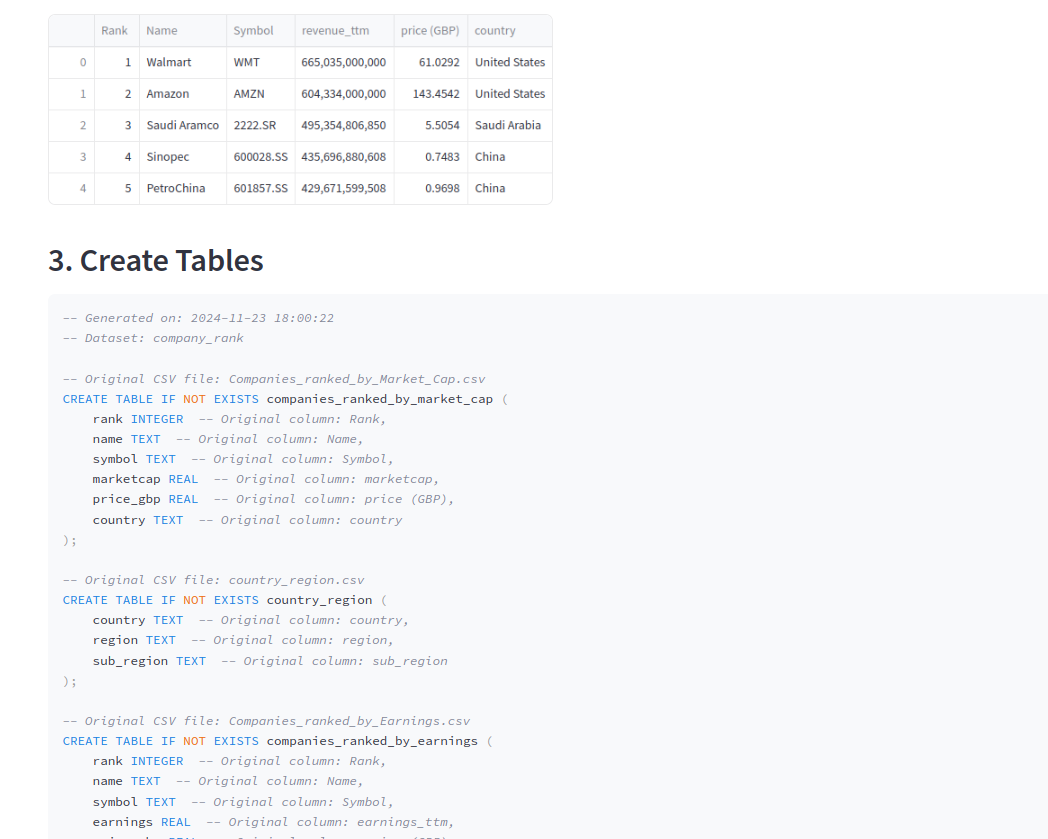 Rank Name Symbol revenue_ttm price (GBP) country
0 1 Walmart WMT 665,035,000,000 61.0292 United States
1 2 Amazon AMZN 604,334,000,000 143.4542 United States
2 3 Saudi Aramco 2222.SR 495,354,806,850 5.5054 Saudi Arabia
3 4 Sinopec 600028.SS 435,696,880,608 0.7483 China
4 5 PetroChina 601857.SS 429,671,599,508 0.9698 China
3. Create Tables
-- Generated on: 2024-11-23 18:00:22
-- Dataset: company_rank
-- Original CSV file: Companies_ranked_by_Market_Cap.csv
CREATE TABLE IF NOT EXISTS companies_ranked_by_market_cap (
rank INTEGER -- Original column: Rank,
name TEXT -- Original column: Name,
symbol TEXT -- Original column: Symbol,
marketcap REAL -- Original column: marketcap,
price_gbp REAL -- Original column: price (GBP),
country TEXT -- Original column: country
);
-- Original CSV file: country_region.csv
CREATE TABLE IF NOT EXISTS country_region (
country TEXT -- Original column: country,
region TEXT -- Original column: region,
sub_region TEXT -- Original column: sub_region
);
-- Original CSV file: Companies_ranked_by_Earnings.csv
CREATE TABLE IF NOT EXISTS companies_ranked_by_earnings (
rank INTEGER -- Original column: Rank,
name TEXT -- Original column: Name,
symbol TEXT -- Original column: Symbol,
earnings REAL -- Original column: earnings_ttm,